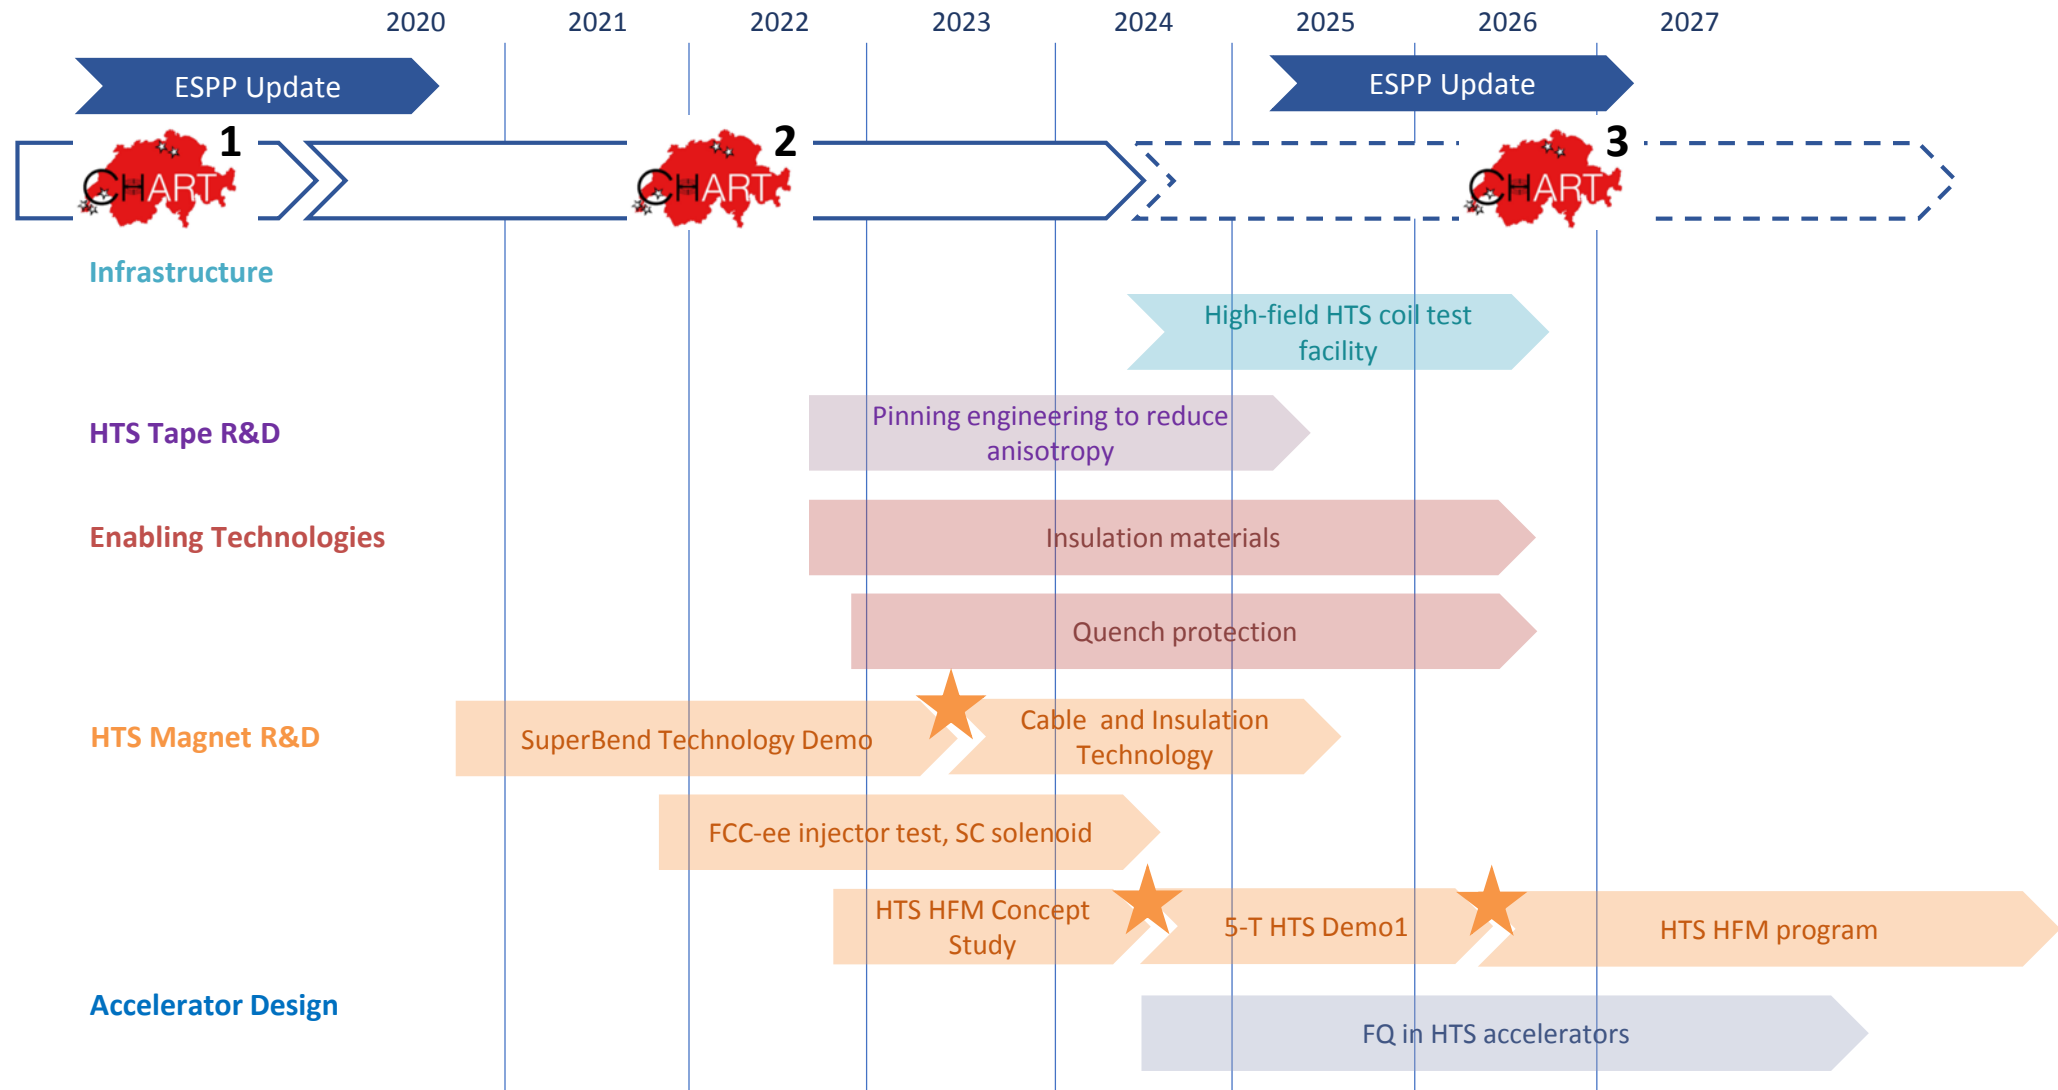 2020 2021 2022 2023 2024 2025 2026 2027
ESPP Update
ESPP Update
CHART 1
CHART 2
CHART 3
Infrastructure
High-field HTS coil test
facility
HTS Tape R&D
Pinning engineering to reduce
anisotropy
Enabling Technologies
Insulation materials
Quench protection
HTS Magnet R&D
SuperBend Technology Demo
Cable and Insulation
Technology
FCC-ee injector test, SC solenoid
HTS HFM Concept
Study
5-T HTS Demo1
HTS HFM program
Accelerator Design
FQ in HTS accelerators